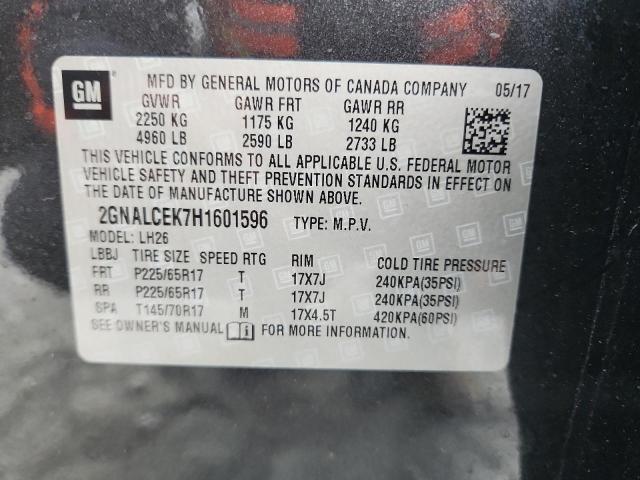 GM MFD BY GENERAL MOTORS OF CANADA COMPANY 05/17
GVWR GAWR FRT GAWR RR
2250 KG 1175 KG 1240 KG
4960 LB 2590 LB 2733 LB
THIS VEHICLE CONFORMS TO ALL APPLICABLE U.S. FEDERAL MOTOR
VEHICLE SAFETY AND THEFT PREVENTION STANDARDS IN EFFECT ON
THE DATE OF MANUFACTURE SHOWN ABOVE.
2GNALCEK7H1601596 TYPE: M.P.V.
MODEL: LH26
LBBJ TIRE SIZE SPEED RTG RIM COLD TIRE PRESSURE
FRT P225/65R17 T 17X7J 240KPA(35PSI)
RR P225/65R17 T 17X7J 240KPA(35PSI)
SPA T145/70R17 M 17X4.5T 420KPA(60PSI)
SEE OWNER'S MANUAL FOR MORE INFORMATION.